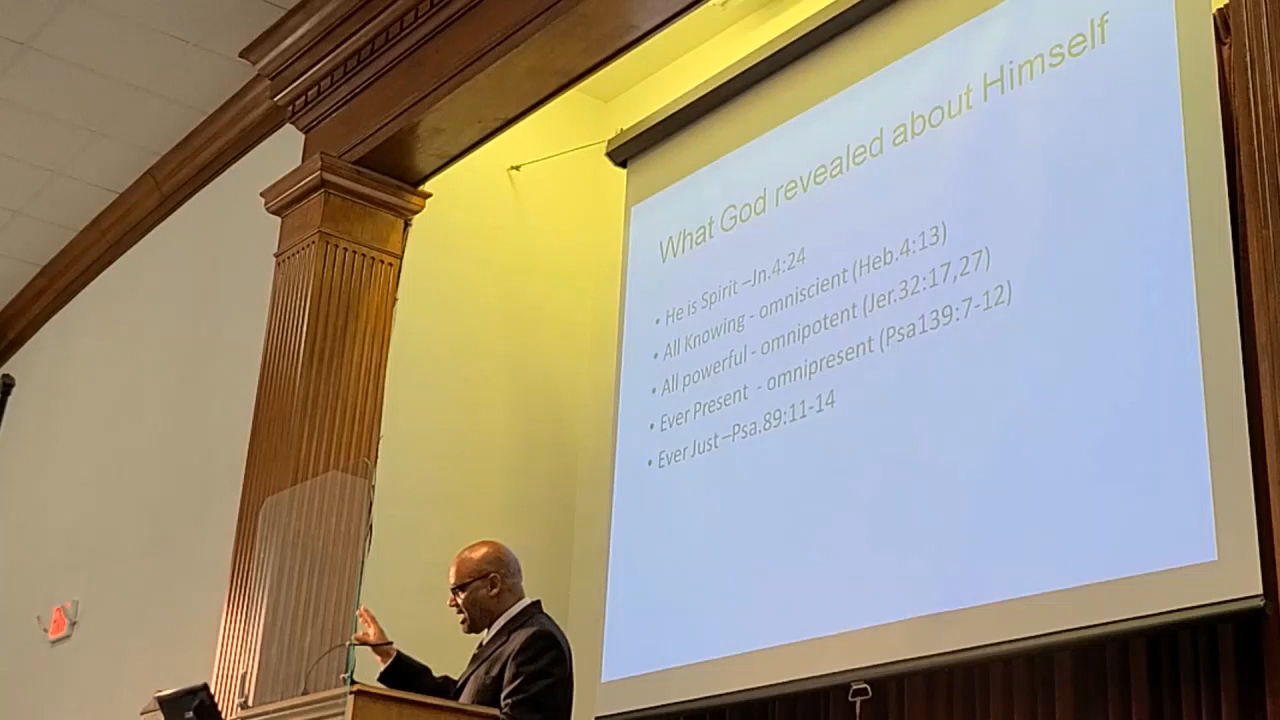 What God revealed about Himself
• He is Spirit –Jn.4:24
• All Knowing - omniscient (Heb.4:13)
• All powerful - omnipotent (Jer.32:17,27)
• Ever Present - omnipresent (Psa139:7-12)
• Ever Just –Psa.89:11-14